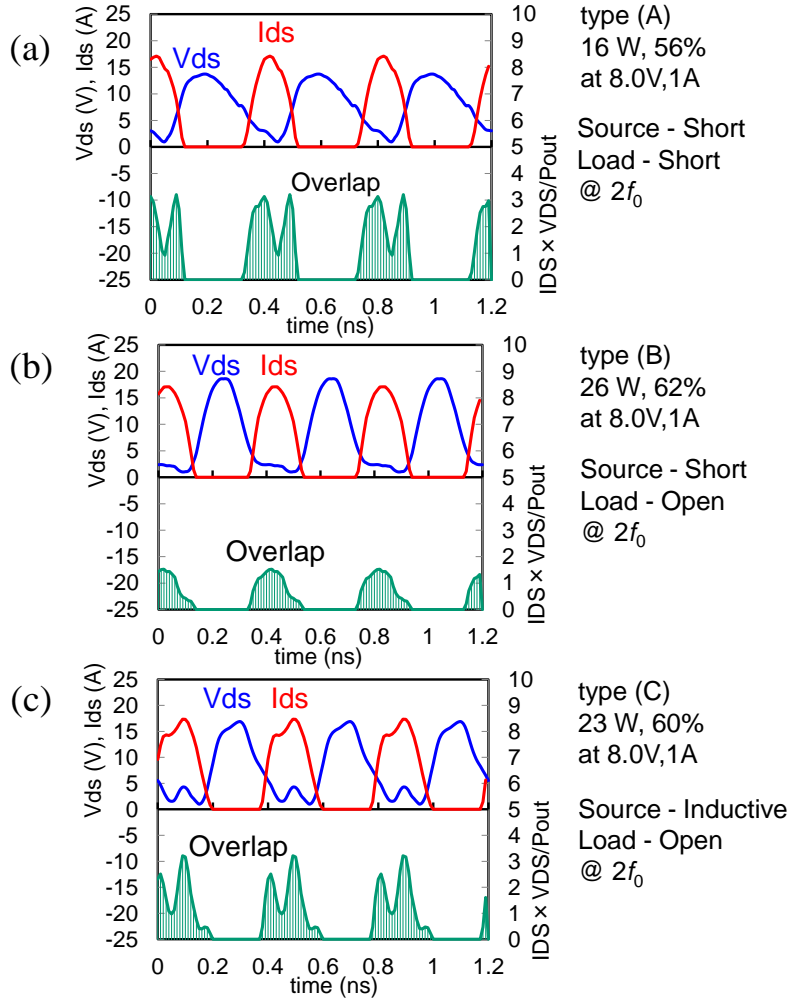 (a)
Vds (V), Ids (A)
25
20
15
10
5
0
-5
-10
-15
-20
-25
Ids
Vds
Overlap
10
9
8
7
6
5
4
3
2
1
0
IDS × VDS/Pout
0 0.2 0.4 0.6 0.8 1 1.2
time (ns)
type (A)
16 W, 56%
at 8.0V,1A
Source - Short
Load - Short
@ 2f₀
(b)
Vds (V), Ids (A)
25
20
15
10
5
0
-5
-10
-15
-20
-25
Vds Ids
Overlap
10
9
8
7
6
5
4
3
2
1
0
IDS × VDS/Pout
0 0.2 0.4 0.6 0.8 1 1.2
time (ns)
type (B)
26 W, 62%
at 8.0V,1A
Source - Short
Load - Open
@ 2f₀
(c)
Vds (V), Ids (A)
25
20
15
10
5
0
-5
-10
-15
-20
-25
Vds Ids
Overlap
10
9
8
7
6
5
4
3
2
1
0
IDS × VDS/Pout
0 0.2 0.4 0.6 0.8 1 1.2
time (ns)
type (C)
23 W, 60%
at 8.0V,1A
Source - Inductive
Load - Open
@ 2f₀